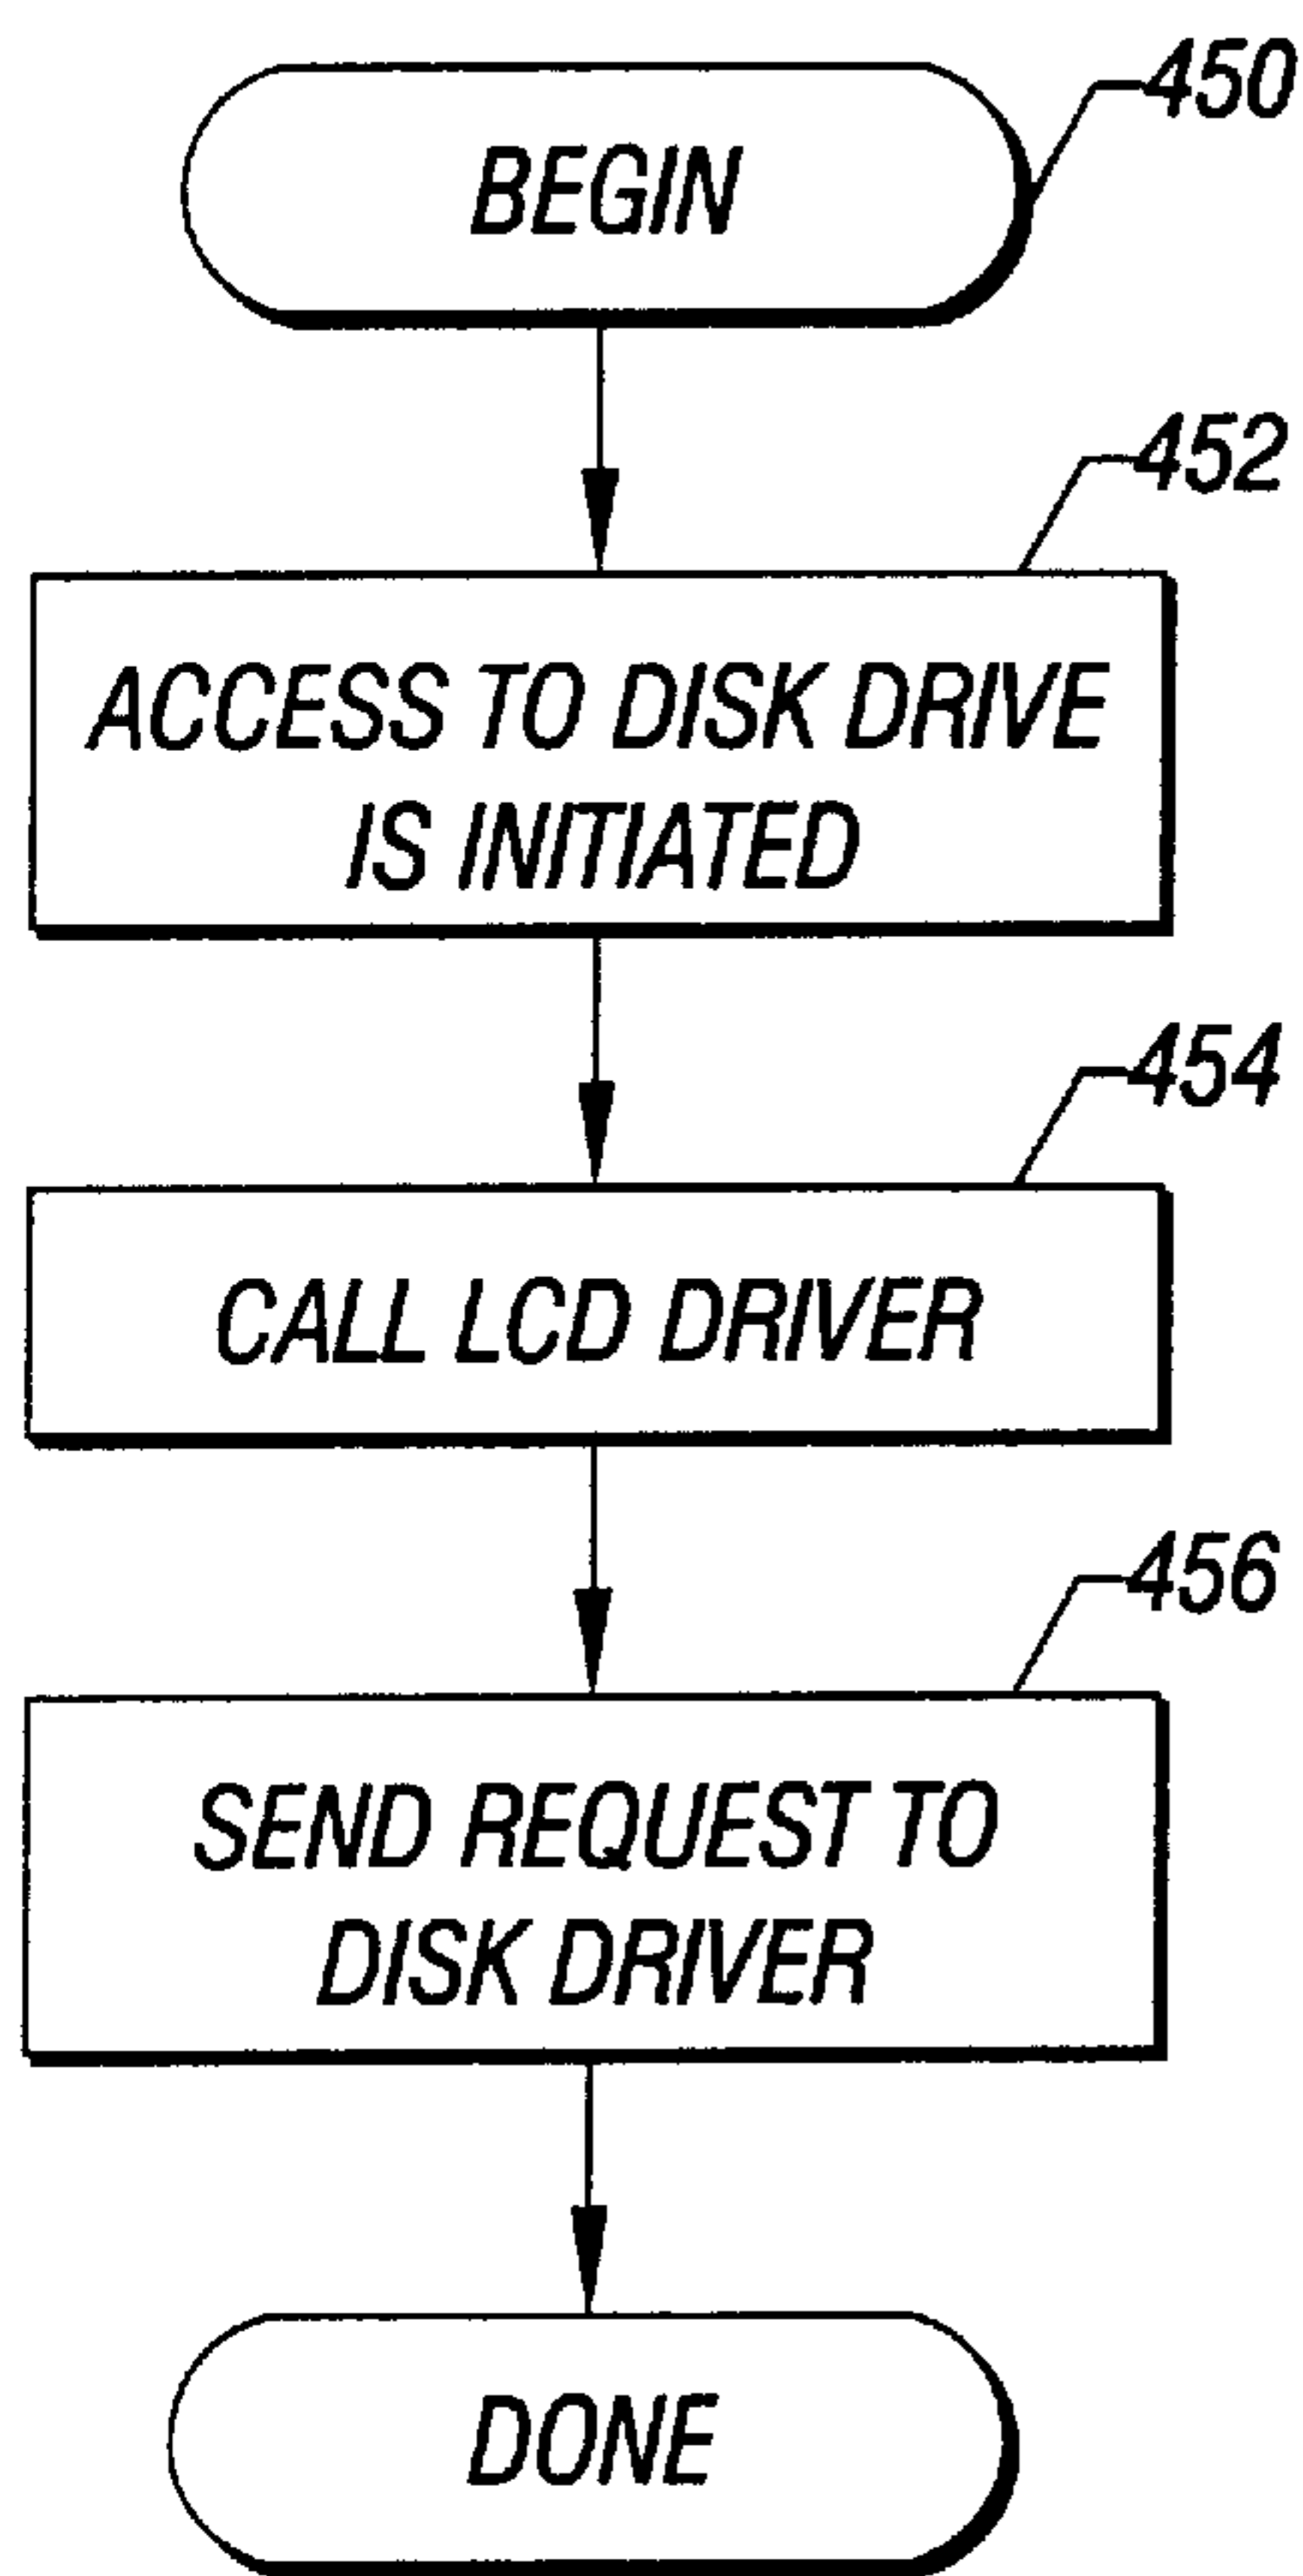 BEGIN
450
452
ACCESS TO DISK DRIVE
IS INITIATED
454
CALL LCD DRIVER
456
SEND REQUEST TO
DISK DRIVER
DONE